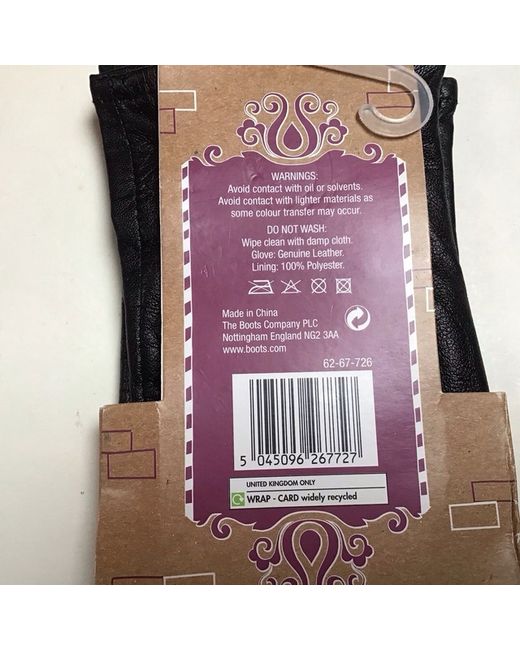 WARNINGS:
Avoid contact with oil or solvents.
Avoid contact with lighter materials as
some colour transfer may occur.
DO NOT WASH:
Wipe clean with damp cloth.
Glove: Genuine Leather.
Lining: 100% Polyester.
Made in China
The Boots Company PLC
Nottingham England NG2 3AA
www.boots.com
62-67-726
5 045096 267727
UNITED KINGDOM ONLY
WRAP - CARD widely recycled